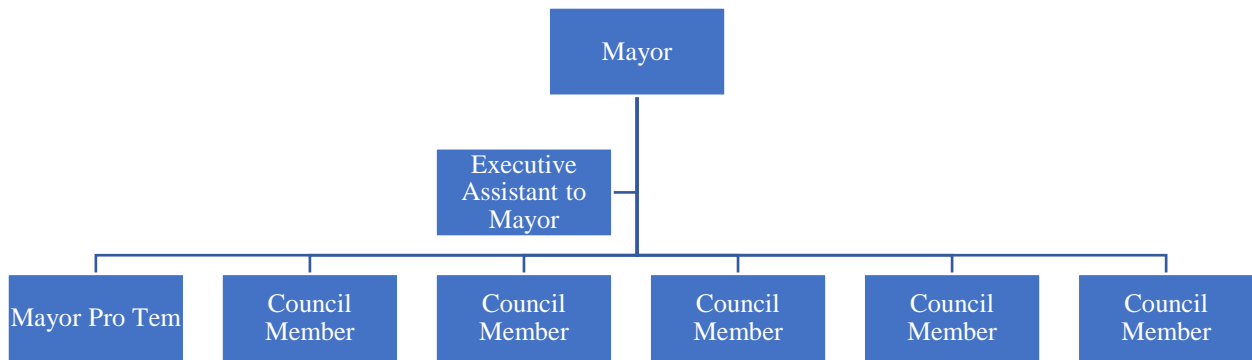 Mayor
Executive
Assistant to
Mayor
Mayor Pro Tem
Council
Member
Council
Member
Council
Member
Council
Member
Council
Member